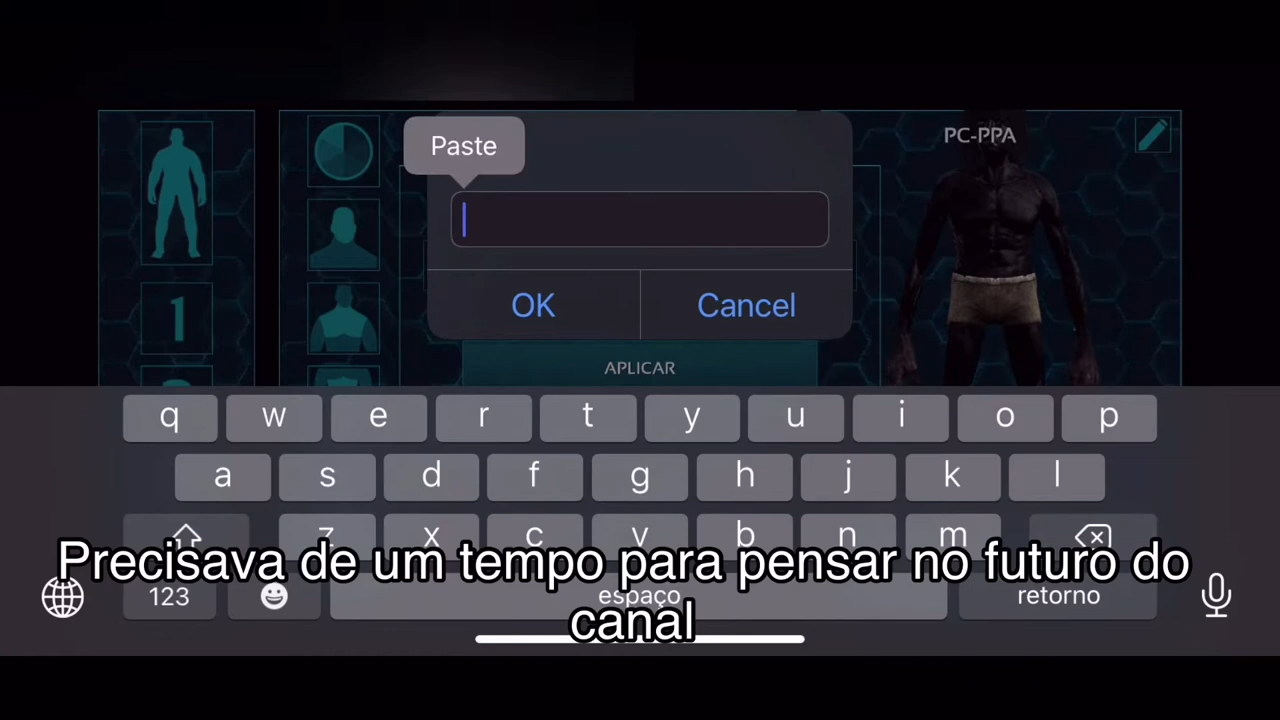 PC-PPA
Paste
1
OK
Cancel
APLICAR
q w e r t y u i o p
a s d f g h j k l
z x c v b n m
Precisava de um tempo para pensar no futuro do
canal
123
espaço
retorno